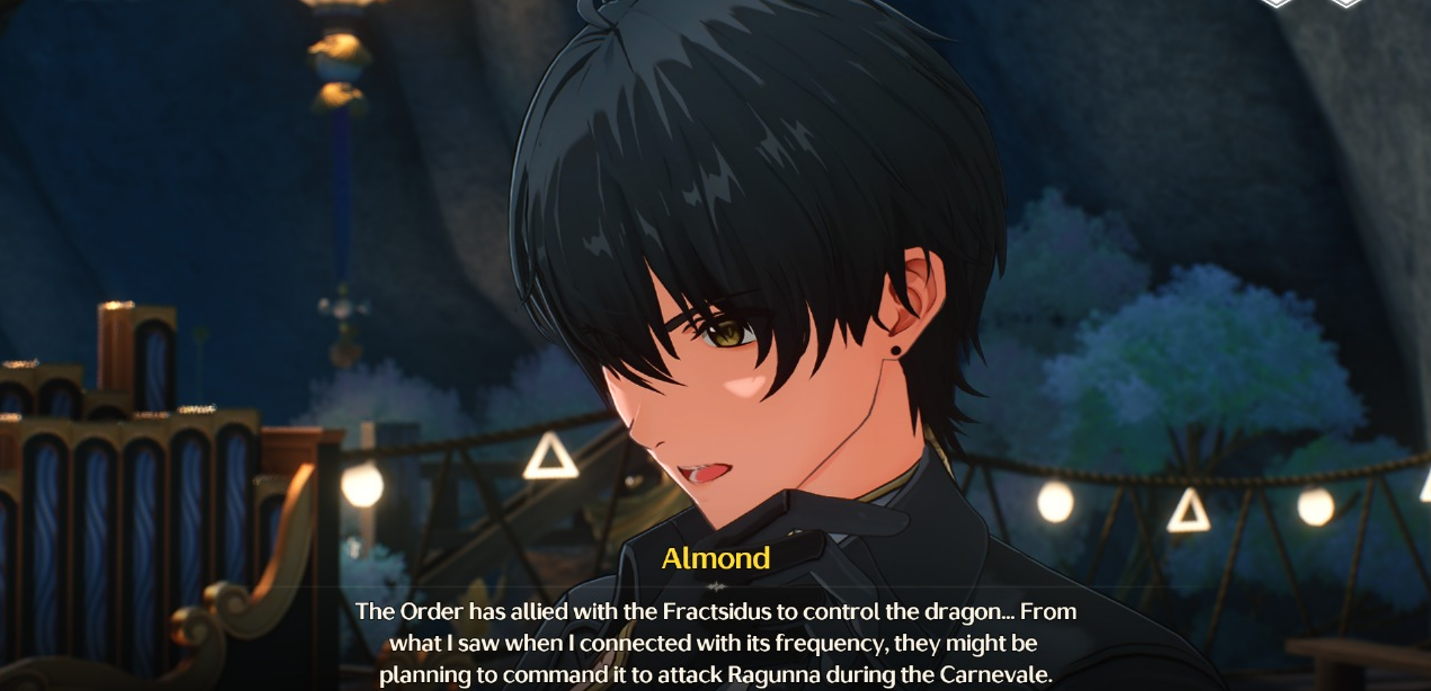 Almond
The Order has allied with the Fractsidus to control the dragon... From
what I saw when I connected with its frequency, they might be
planning to command it to attack Ragunna during the Carnevale.